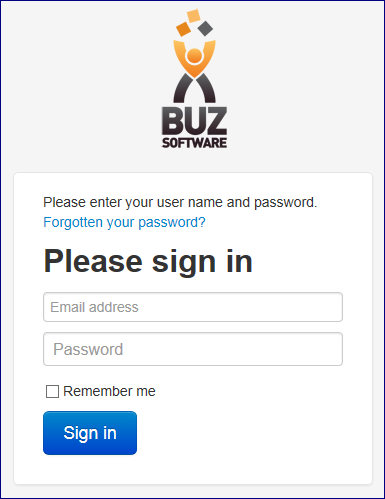 BUZ
SOFTWARE
Please enter your user name and password.
Forgotten your password?
Please sign in
Email address
Password
Remember me
Sign in